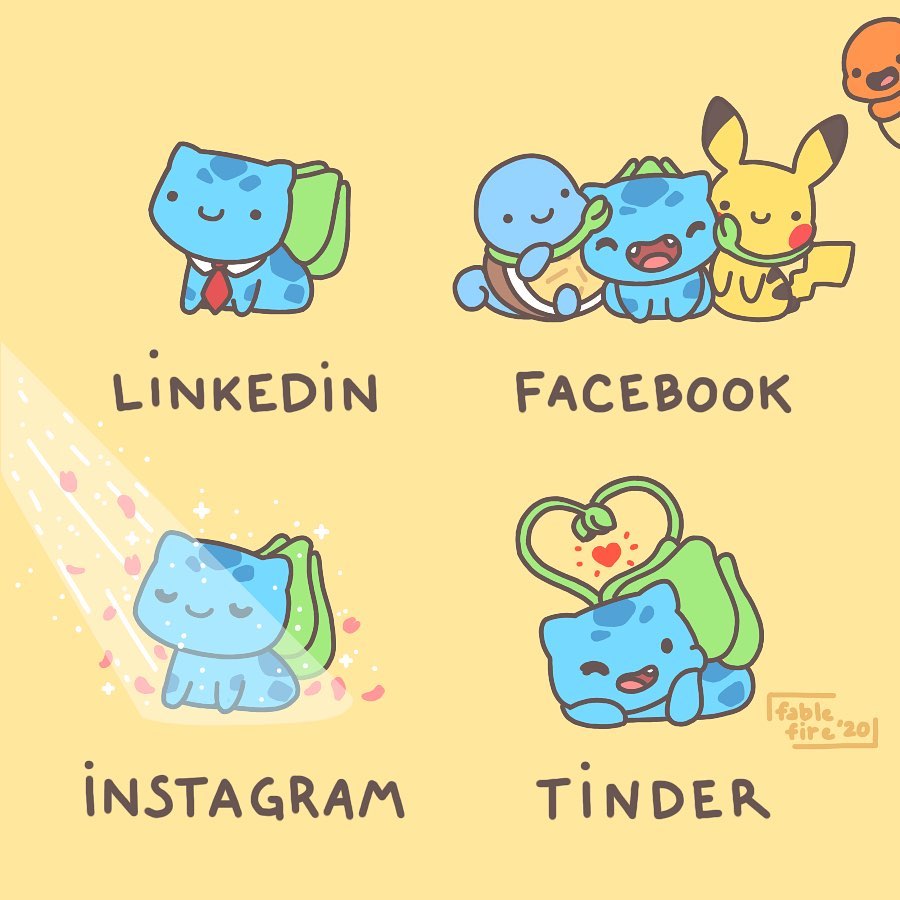 LiNKEDiN
FACEBOOK
iNSTAGRAM
TiNDER
fable
fire '20